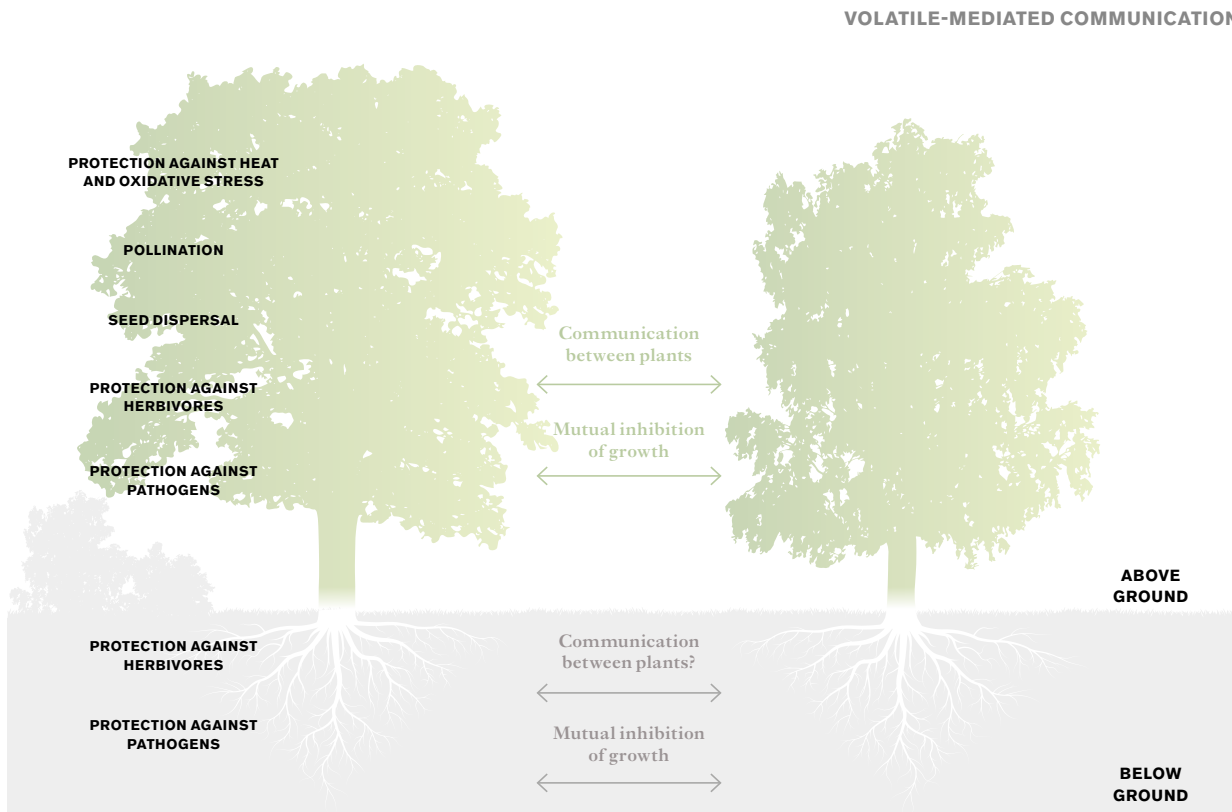 VOLATILE-MEDIATED COMMUNICATION
PROTECTION AGAINST HEAT
AND OXIDATIVE STRESS
POLLINATION
SEED DISPERSAL
Communication
between plants
PROTECTION AGAINST
HERBIVORES
Mutual inhibition
of growth
PROTECTION AGAINST
PATHOGENS
ABOVE
GROUND
PROTECTION AGAINST
HERBIVORES
Communication
between plants?
PROTECTION AGAINST
PATHOGENS
Mutual inhibition
of growth
BELOW
GROUND